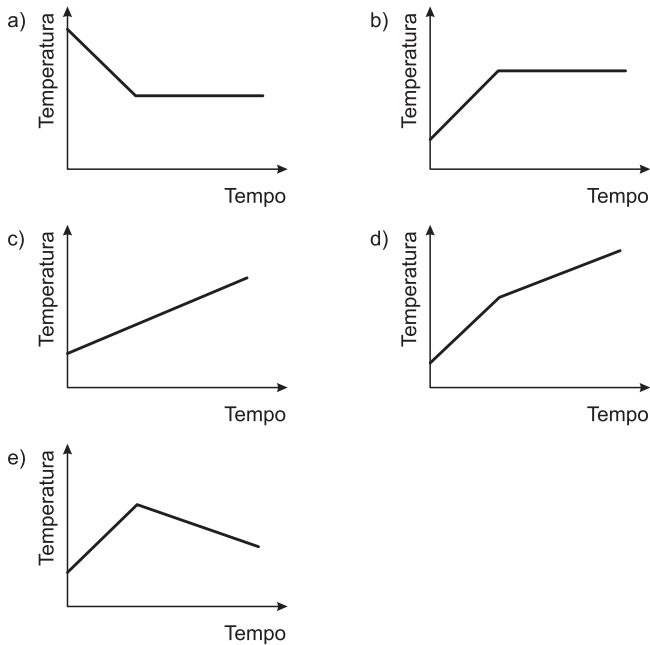 a) Temperatura
Tempo
b) Temperatura
Tempo
c) Temperatura
Tempo
d) Temperatura
Tempo
e) Temperatura
Tempo